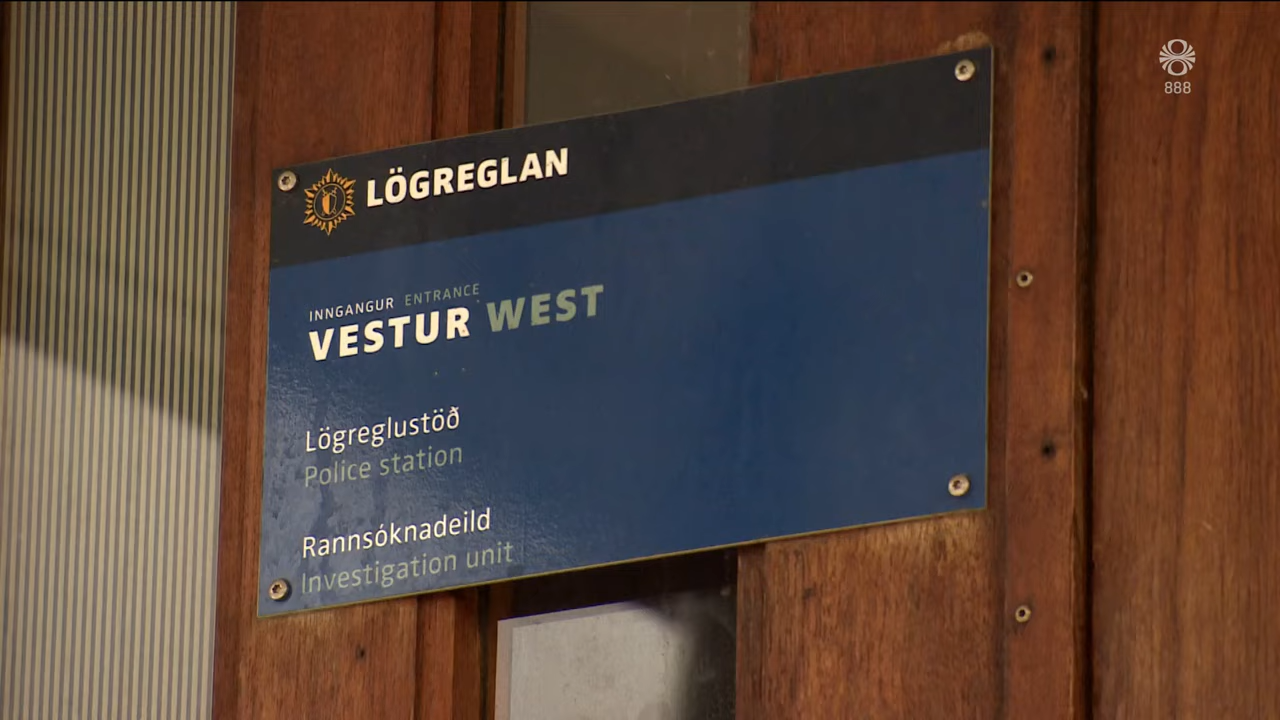 888
LÖGREGLAN
INNGANGUR ENTRANCE
VESTUR WEST
Lögreglustöð
Police station
Rannsóknadeild
Investigation unit